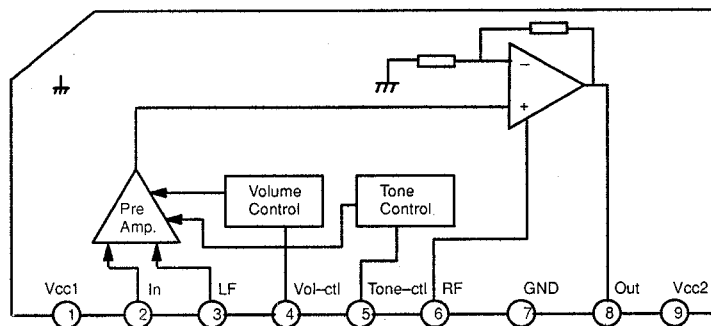 −
+
Volume
Control
Tone
Control
Pre
Amp.
Vcc1
In
LF
Vol–ctl
Tone–ctl
RF
GND
Out
Vcc2
1
2
3
4
5
6
7
8
9